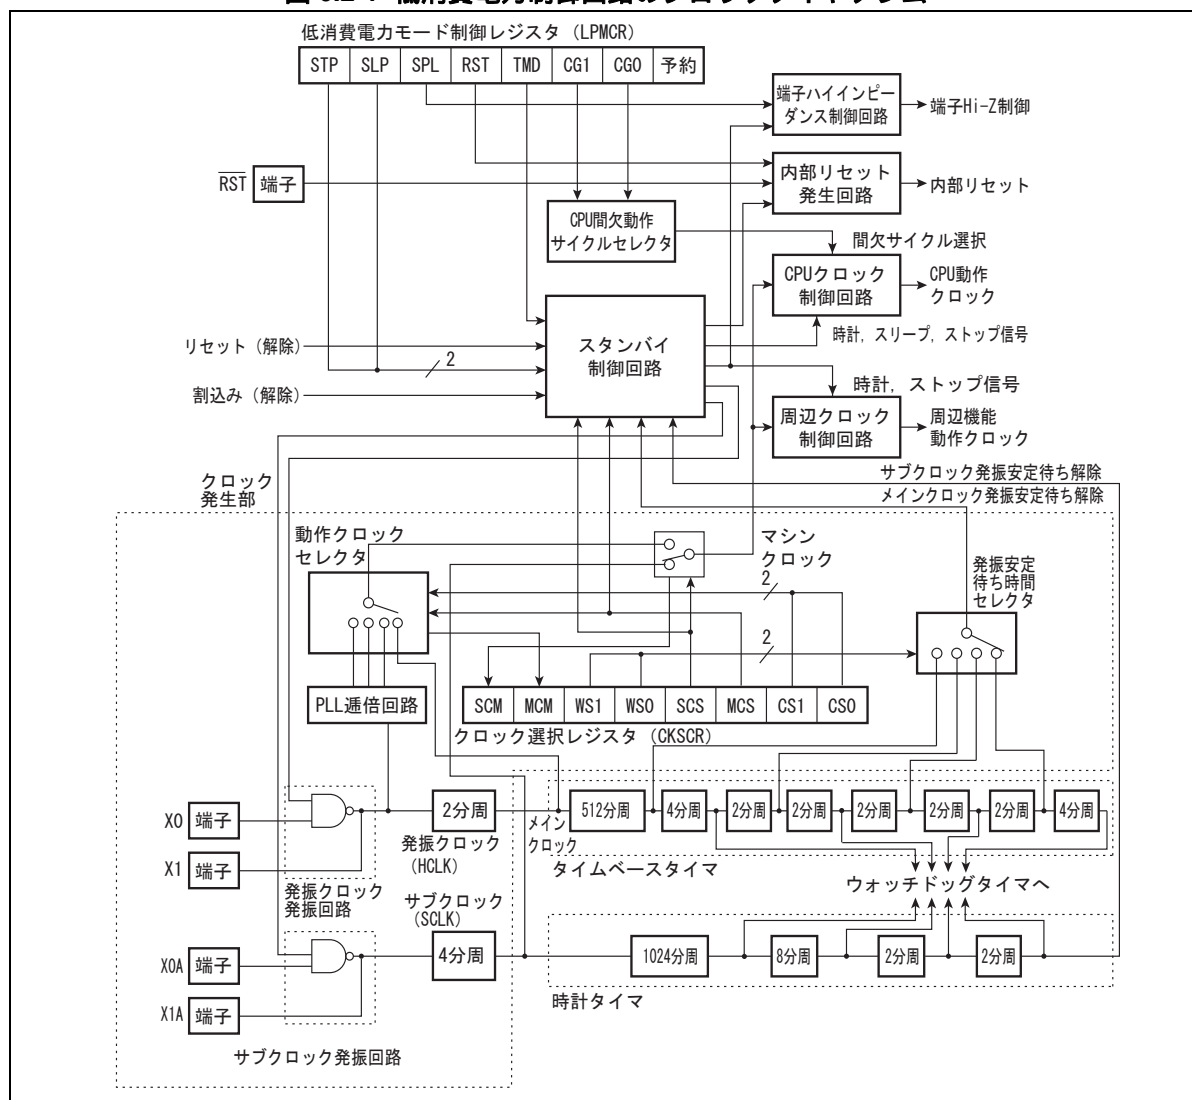 低消費電力モード制御レジスタ (LPMCR)
STP SLP SPL RST TMD CG1 CG0 予約
端子ハイインピー
ダンス制御回路
端子Hi-Z制御
RST 端子
内部リセット
発生回路
内部リセット
CPU間欠動作
サイクルセレクタ
間欠サイクル選択
CPUクロック
制御回路
CPU動作
クロック
時計, スリープ, ストップ信号
スタンバイ
制御回路
リセット (解除)
2
割込み (解除)
時計, ストップ信号
周辺クロック
制御回路
周辺機能
動作クロック
サブクロック発振安定待ち解除
メインクロック発振安定待ち解除
クロック
発生部
動作クロック
セレクタ
マシン
クロック
2
発振安定
待ち時間
セレクタ
2
PLL逓倍回路
SCM MCM WS1 WS0 SCS MCS CS1 CS0
クロック選択レジスタ (CKSCR)
X0 端子
X1 端子
発振クロック
発振回路
2分周
発振クロック
(HCLK)
メイン
クロック
512分周 4分周 2分周 2分周 2分周 2分周 2分周 4分周
タイムベースタイマ
ウォッチドッグタイマへ
サブクロック
(SCLK)
X0A 端子
X1A 端子
4分周
1024分周 8分周 2分周 2分周
時計タイマ
サブクロック発振回路